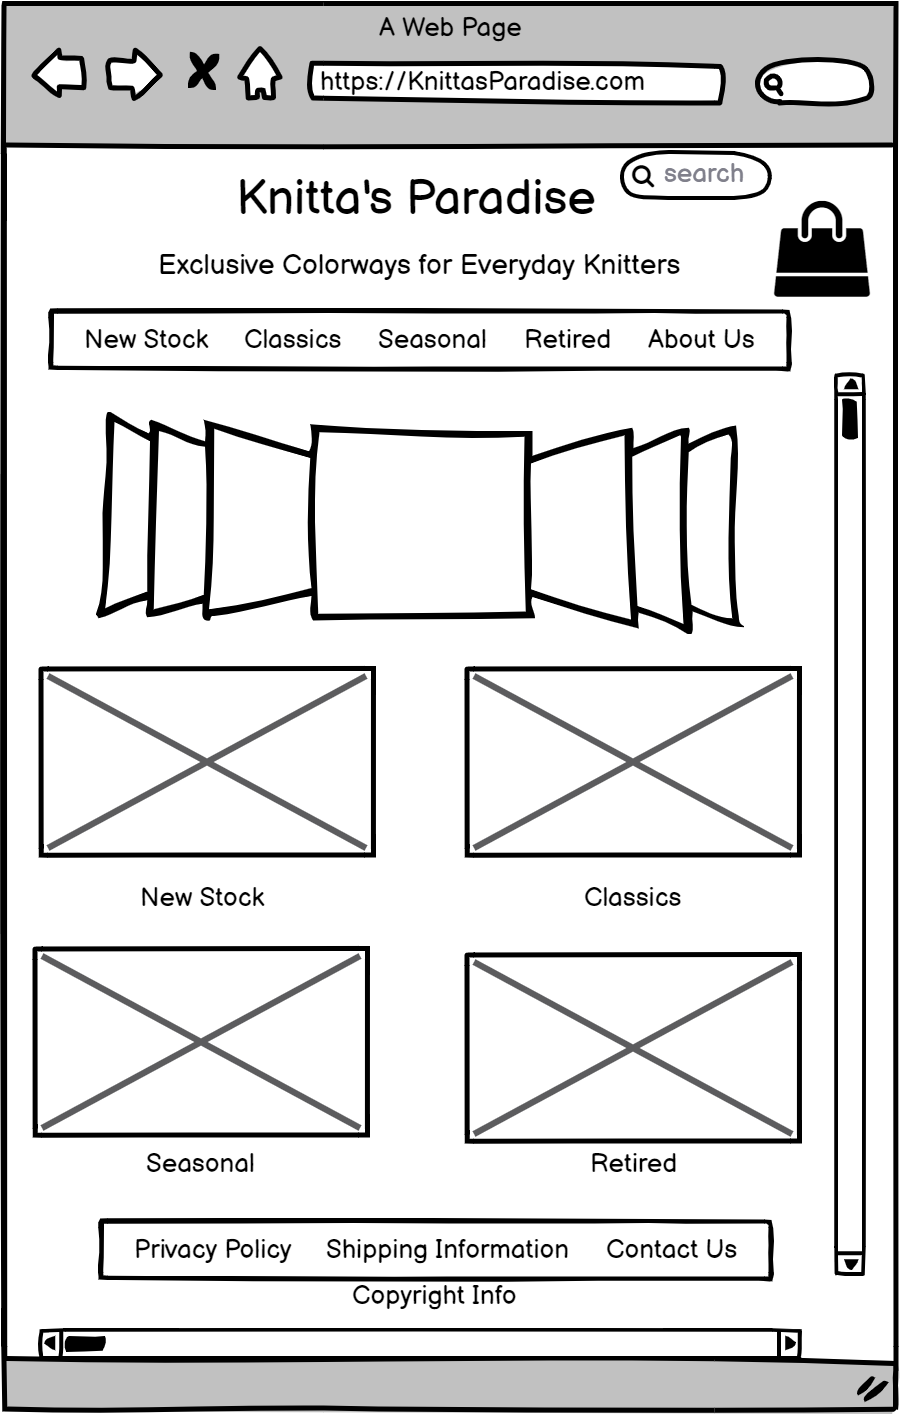 A Web Page
https://KnittasParadise.com
search
Knitta's Paradise
Exclusive Colorways for Everyday Knitters
New Stock Classics Seasonal Retired About Us
New Stock Classics
Seasonal Retired
Privacy Policy Shipping Information Contact Us
Copyright Info